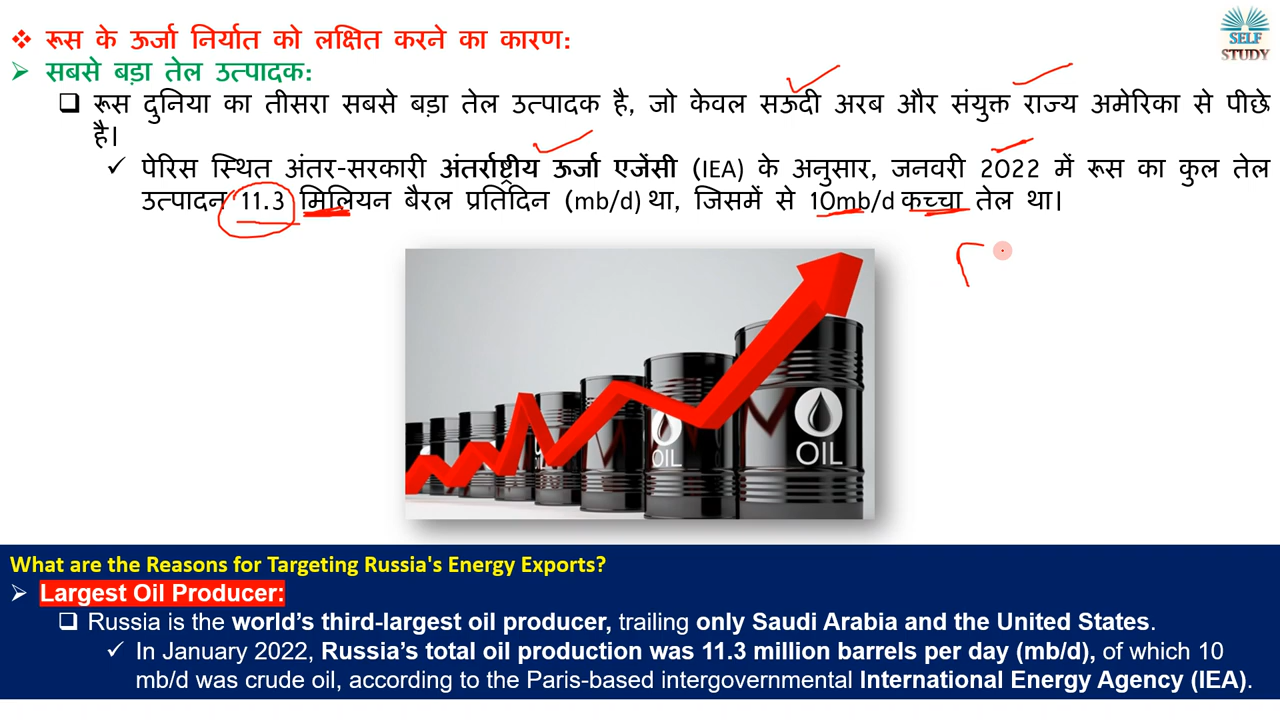 SELF
STUDY
❖ रूस के ऊर्जा निर्यात को लक्षित करने का कारण:
➢ सबसे बड़ा तेल उत्पादक:
❑ रूस दुनिया का तीसरा सबसे बड़ा तेल उत्पादक है, जो केवल सऊदी अरब और संयुक्त राज्य अमेरिका से पीछे
है।
✓ पेरिस स्थित अंतर-सरकारी अंतर्राष्ट्रीय ऊर्जा एजेंसी (IEA) के अनुसार, जनवरी 2022 में रूस का कुल तेल
उत्पादन 11.3 मिलियन बैरल प्रतिदिन (mb/d) था, जिसमें से 10mb/d कच्चा तेल था।
OIL
OIL
What are the Reasons for Targeting Russia's Energy Exports?
➢ Largest Oil Producer:
❑ Russia is the world's third-largest oil producer, trailing only Saudi Arabia and the United States.
✓ In January 2022, Russia's total oil production was 11.3 million barrels per day (mb/d), of which 10
mb/d was crude oil, according to the Paris-based intergovernmental International Energy Agency (IEA).